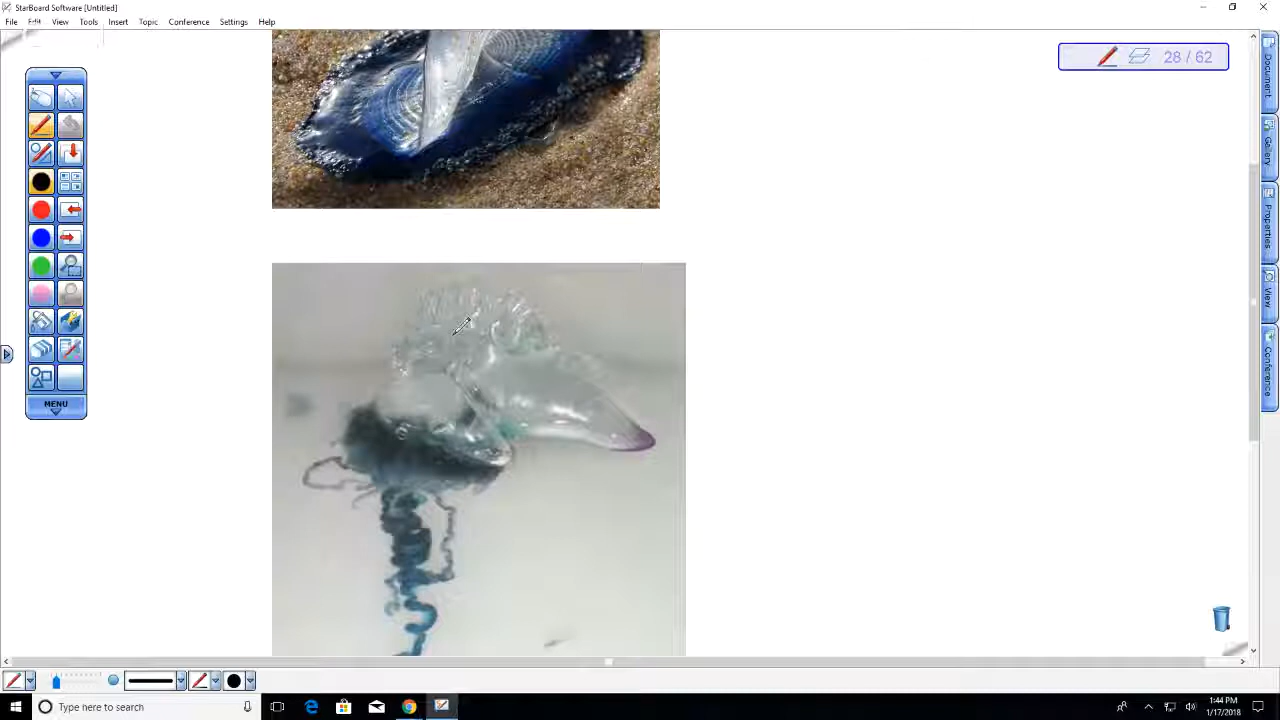 StarBoard Software [Untitled]
File Edit View Tools Insert Topic Conference Settings Help
28 / 62
Document
Gallery
Properties
View
Conference
MENU
Type here to search
1:44 PM
1/17/2018